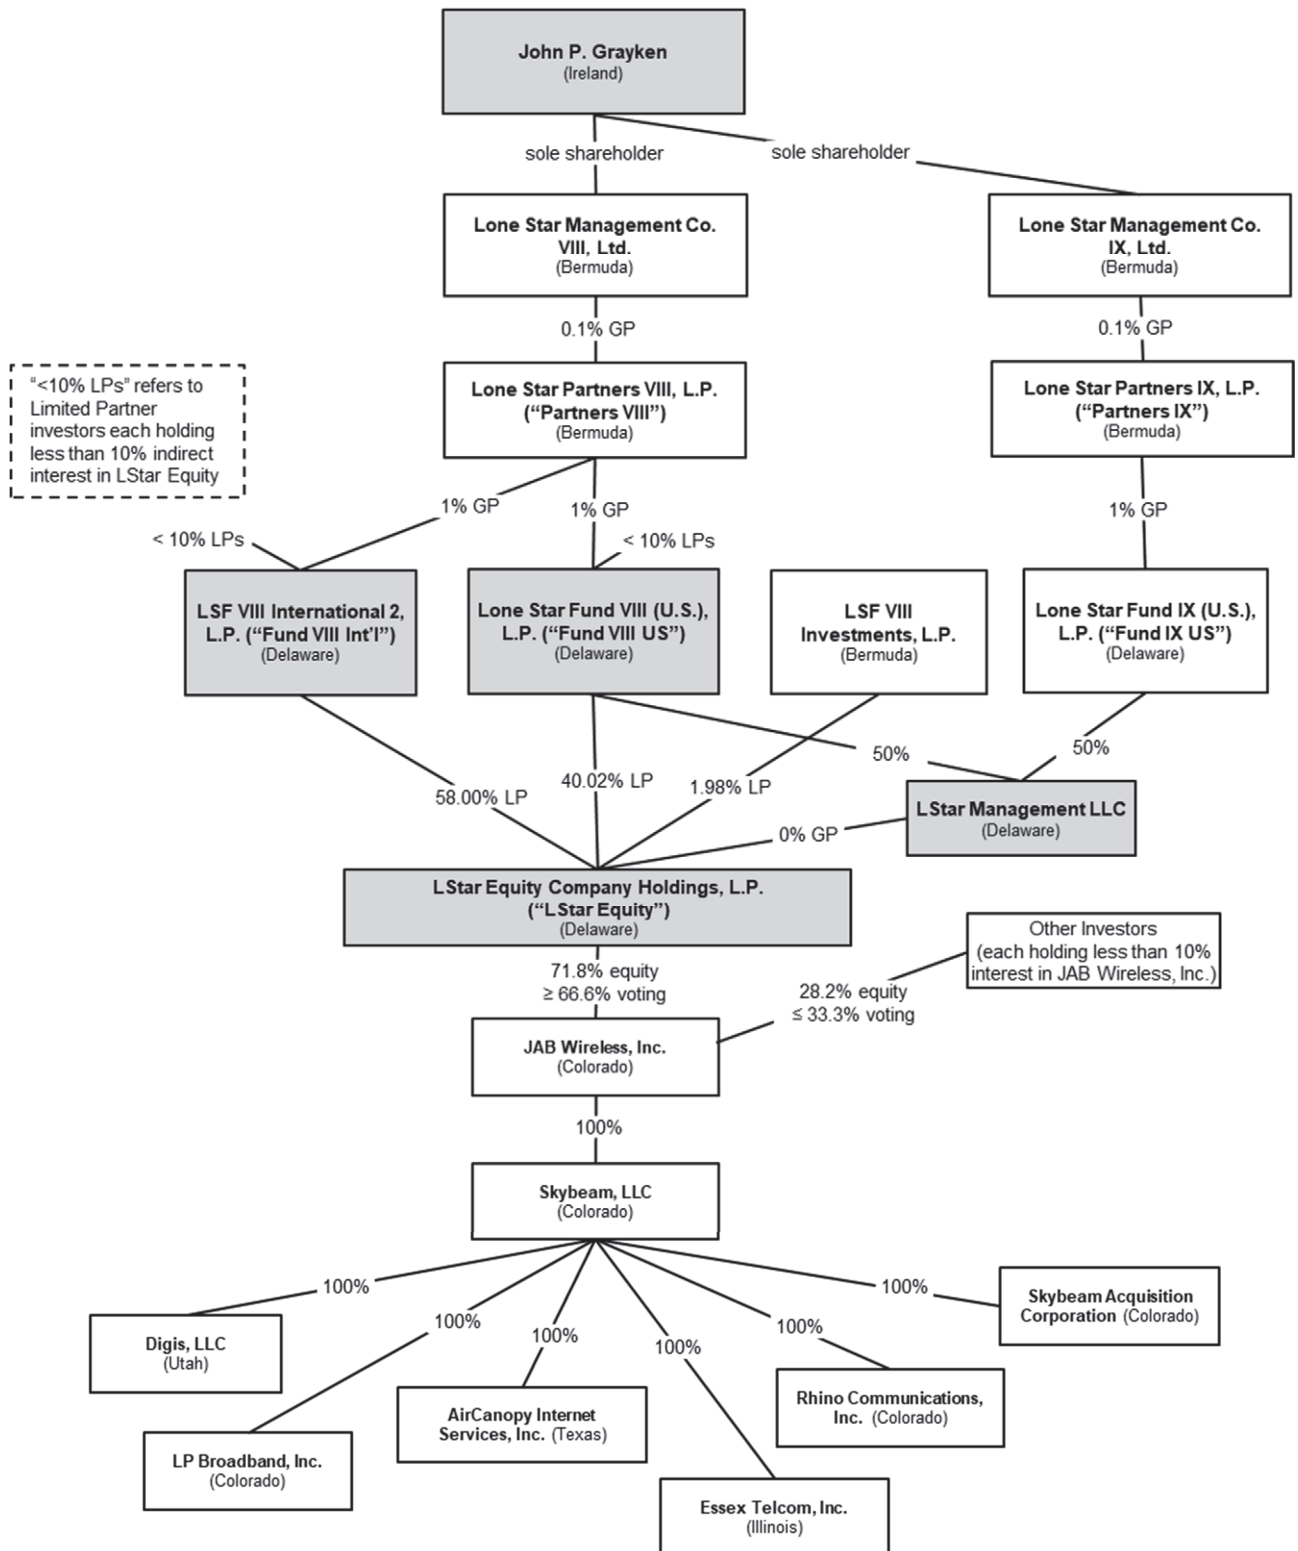 John P. Grayken
(Ireland)
sole shareholder
sole shareholder
Lone Star Management Co.
VIII, Ltd.
(Bermuda)
Lone Star Management Co.
IX, Ltd.
(Bermuda)
0.1% GP
0.1% GP
"<10% LPs" refers to
Limited Partner
investors each holding
less than 10% indirect
interest in LStar Equity
Lone Star Partners VIII, L.P.
("Partners VIII")
(Bermuda)
Lone Star Partners IX, L.P.
("Partners IX")
(Bermuda)
1% GP
1% GP
1% GP
< 10% LPs
< 10% LPs
LSF VIII International 2,
L.P. ("Fund VIII Int'l")
(Delaware)
Lone Star Fund VIII (U.S.),
L.P. ("Fund VIII US")
(Delaware)
LSF VIII
Investments, L.P.
(Bermuda)
Lone Star Fund IX (U.S.),
L.P. ("Fund IX US")
(Delaware)
50%
50%
58.00% LP
40.02% LP
1.98% LP
LStar Management LLC
(Delaware)
0% GP
LStar Equity Company Holdings, L.P.
("LStar Equity")
(Delaware)
Other Investors
(each holding less than 10%
interest in JAB Wireless, Inc.)
71.8% equity
≥ 66.6% voting
28.2% equity
≤ 33.3% voting
JAB Wireless, Inc.
(Colorado)
100%
Skybeam, LLC
(Colorado)
100%
100%
100%
100%
100%
100%
Skybeam Acquisition
Corporation (Colorado)
Digis, LLC
(Utah)
Rhino Communications,
Inc. (Colorado)
AirCanopy Internet
Services, Inc. (Texas)
LP Broadband, Inc.
(Colorado)
Essex Telcom, Inc.
(Illinois)